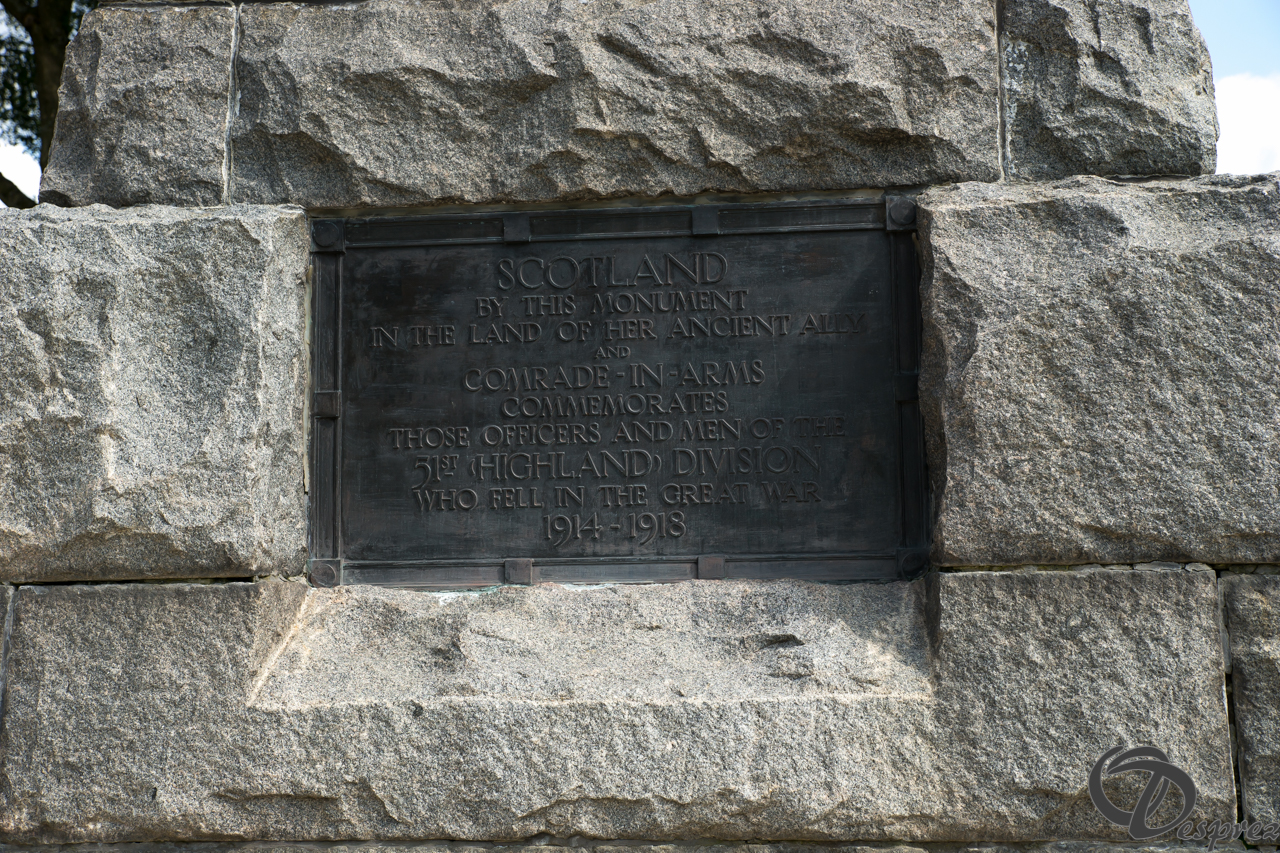 SCOTLAND
BY THIS MONUMENT
IN THE LAND OF HER ANCIENT ALLY
AND
COMRADE-IN-ARMS
COMMEMORATES
THOSE OFFICERS AND MEN OF THE
51ST (HIGHLAND) DIVISION
WHO FELL IN THE GREAT WAR
1914-1918
Desprez